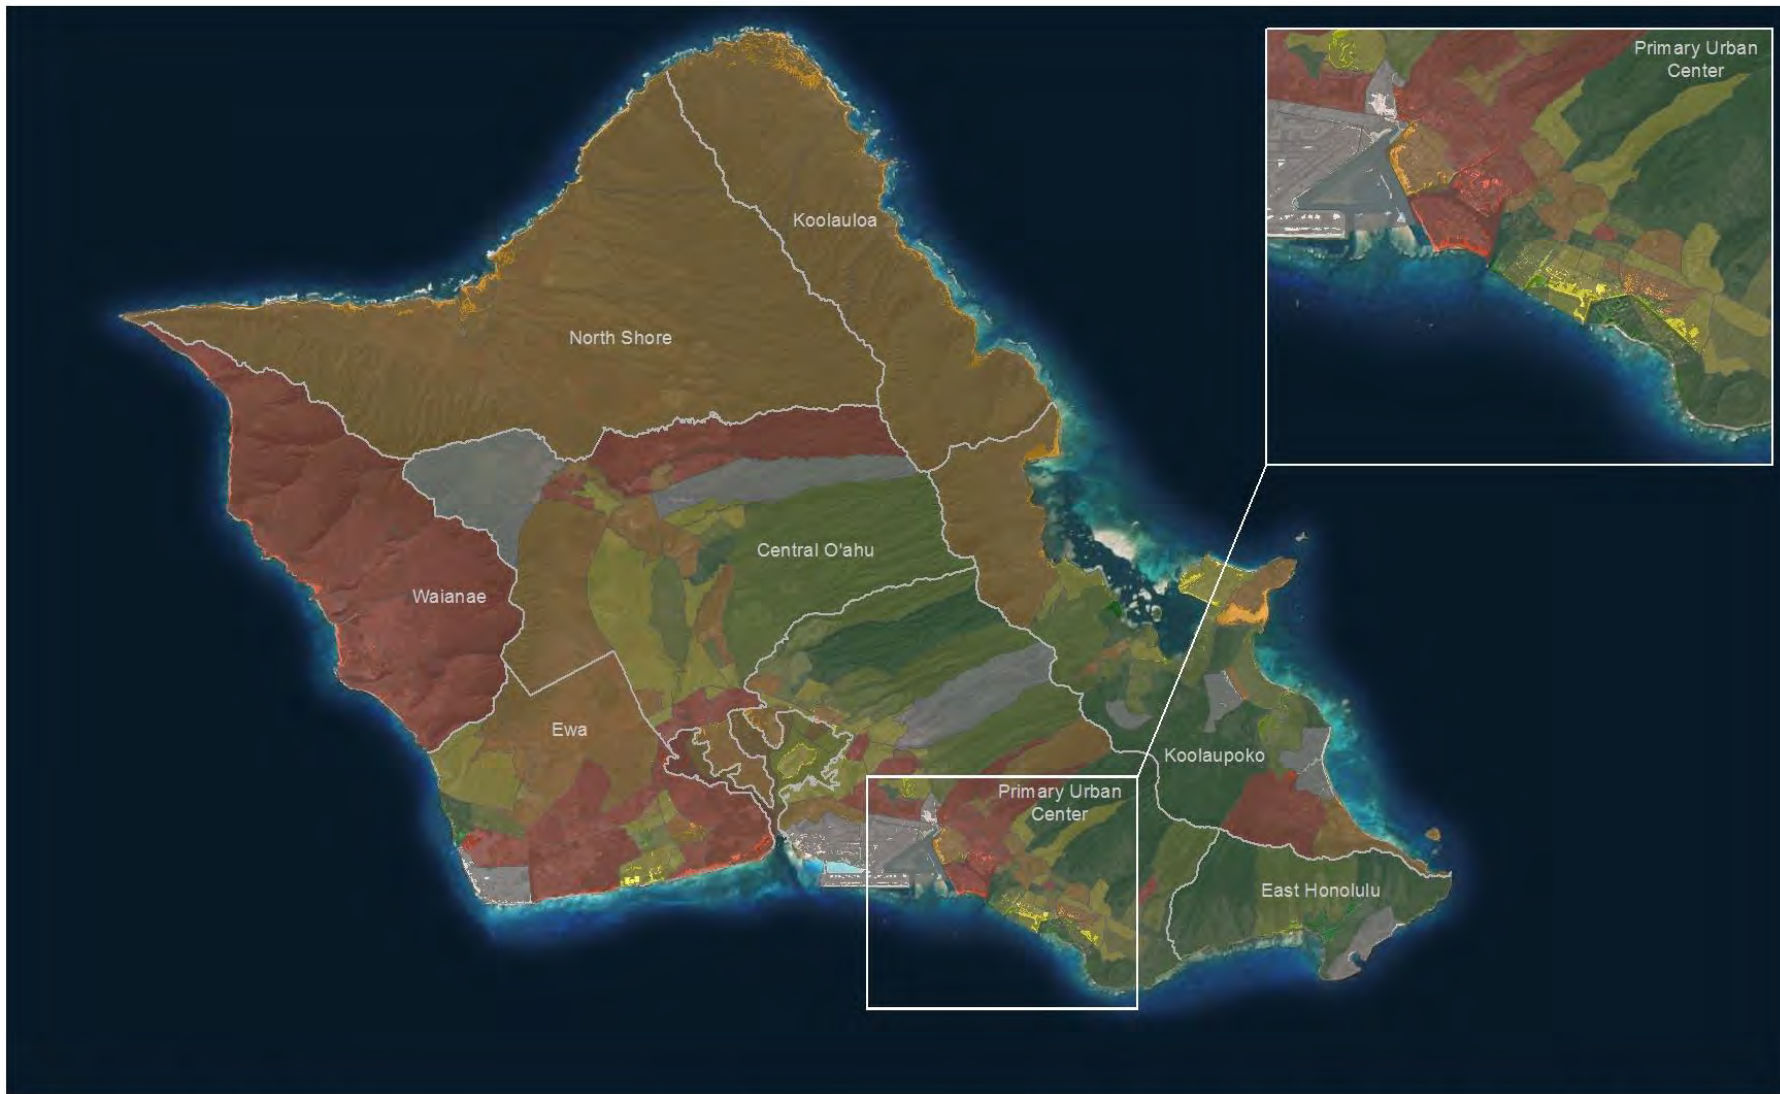 Primary Urban
Center
Koolauloa
North Shore
Central O'ahu
Waianae
Ewa
Koolaupoko
Primary Urban
Center
East Honolulu